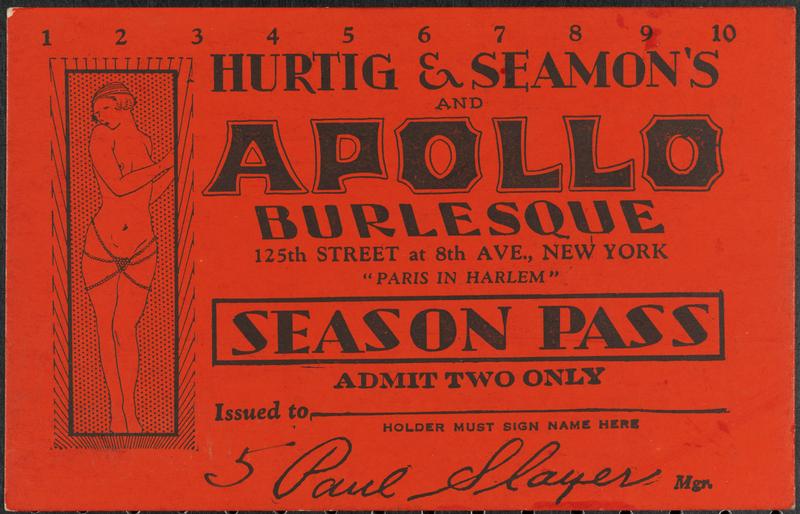 1 2 3 4 5 6 7 8 9 10
HURTIG & SEAMON'S
AND
APOLLO
BURLESQUE
125th STREET at 8th AVE., NEW YORK
"PARIS IN HARLEM"
SEASON PASS
ADMIT TWO ONLY
Issued to
HOLDER MUST SIGN NAME HERE
5 Paul Slayer Mgr.